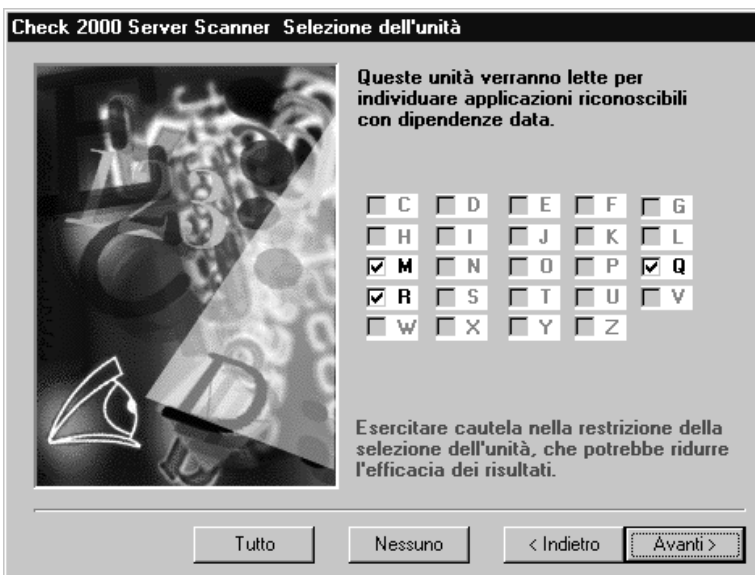 Check 2000 Server Scanner Selezione dell'unità
Queste unità verranno lette per
individuare applicazioni riconoscibili
con dipendenze data.
C D E F G
H I J K L
M N O P Q
R S T U V
W X Y Z
Esercitare cautela nella restrizione della
selezione dell'unità, che potrebbe ridurre
l'efficacia dei risultati.
Tutto Nessuno < Indietro Avanti >